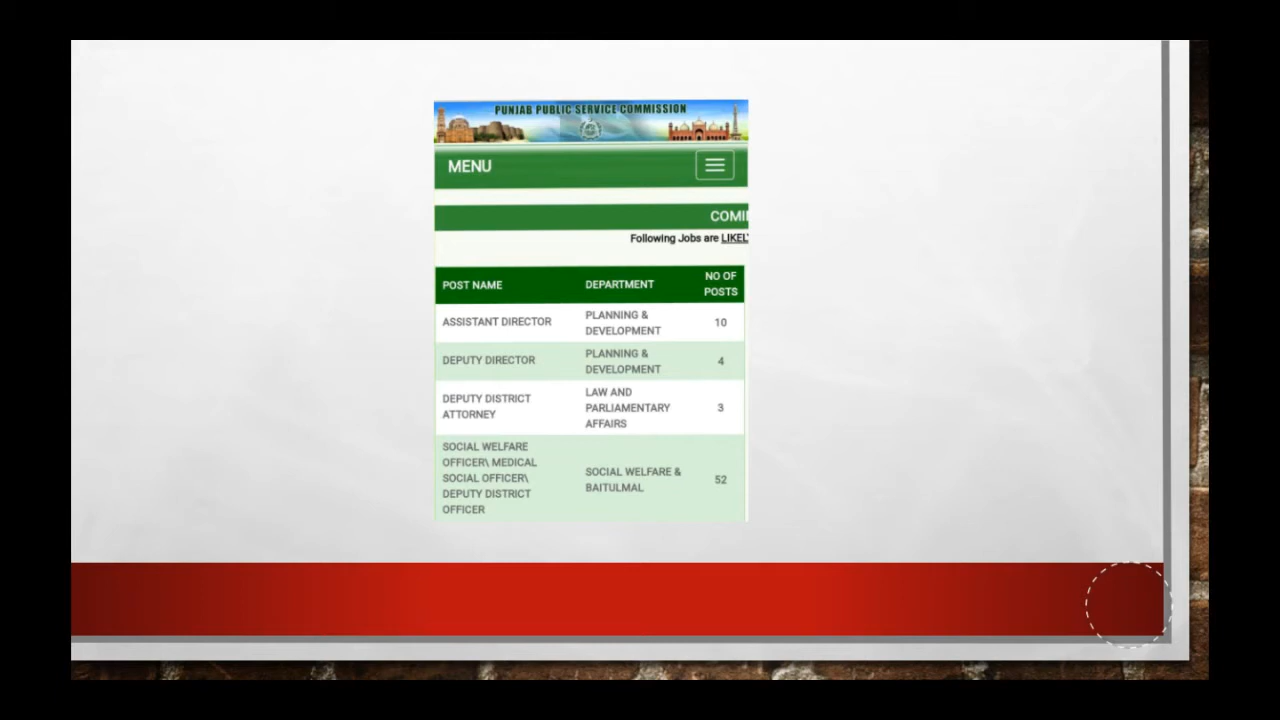 PUNJAB PUBLIC SERVICE COMMISSION
MENU
COMI
Following Jobs are LIKEL
POST NAME DEPARTMENT NO OF POSTS
ASSISTANT DIRECTOR PLANNING & DEVELOPMENT 10
DEPUTY DIRECTOR PLANNING & DEVELOPMENT 4
DEPUTY DISTRICT ATTORNEY LAW AND PARLIAMENTARY AFFAIRS 3
SOCIAL WELFARE OFFICER\ MEDICAL SOCIAL OFFICER\ DEPUTY DISTRICT OFFICER SOCIAL WELFARE & BAITULMAL 52